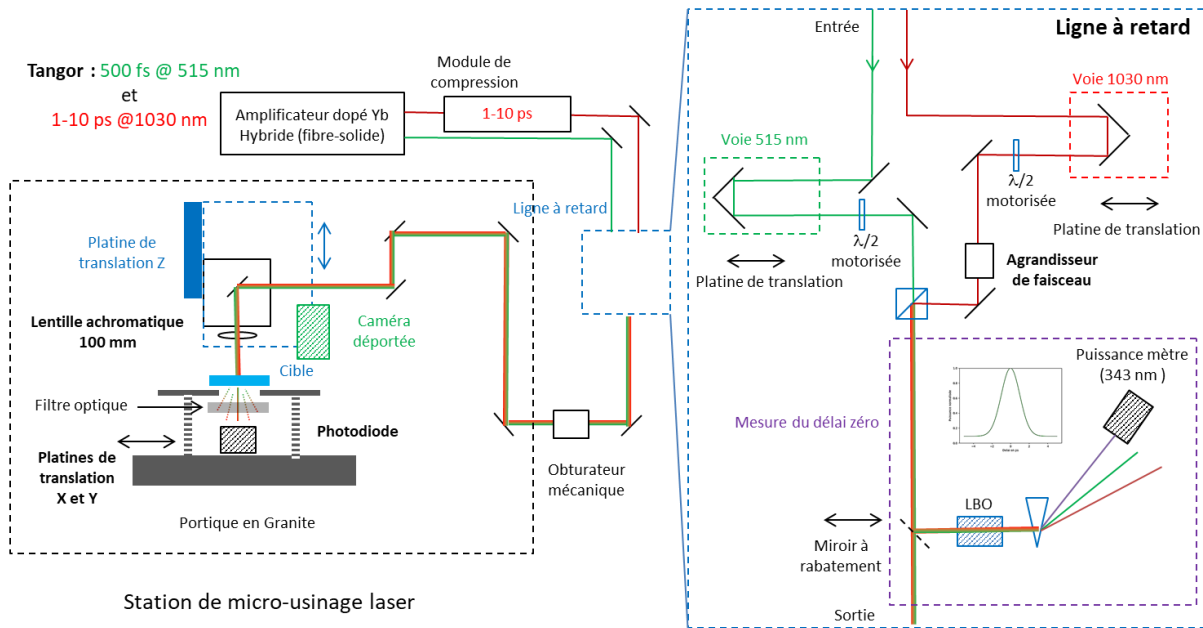 Tangor : 500 fs @ 515 nm
et
1-10 ps @1030 nm
Amplificateur dopé Yb
Hybride (fibre-solide)
Module de
compression
1-10 ps
Ligne à retard
Platine de
translation Z
Lentille achromatique
100 mm
Caméra
déportée
Cible
Filtre optique
Photodiode
Platines de
translation
X et Y
Portique en Granite
Obturateur
mécanique
Station de micro-usinage laser
Entrée
Ligne à retard
Voie 1030 nm
Voie 515 nm
λ/2
motorisée
Platine de translation
λ/2
motorisée
Platine de translation
Agrandisseur
de faisceau
Puissance mètre
(343 nm )
Mesure du délai zéro
LBO
Miroir à
rabatement
Sortie